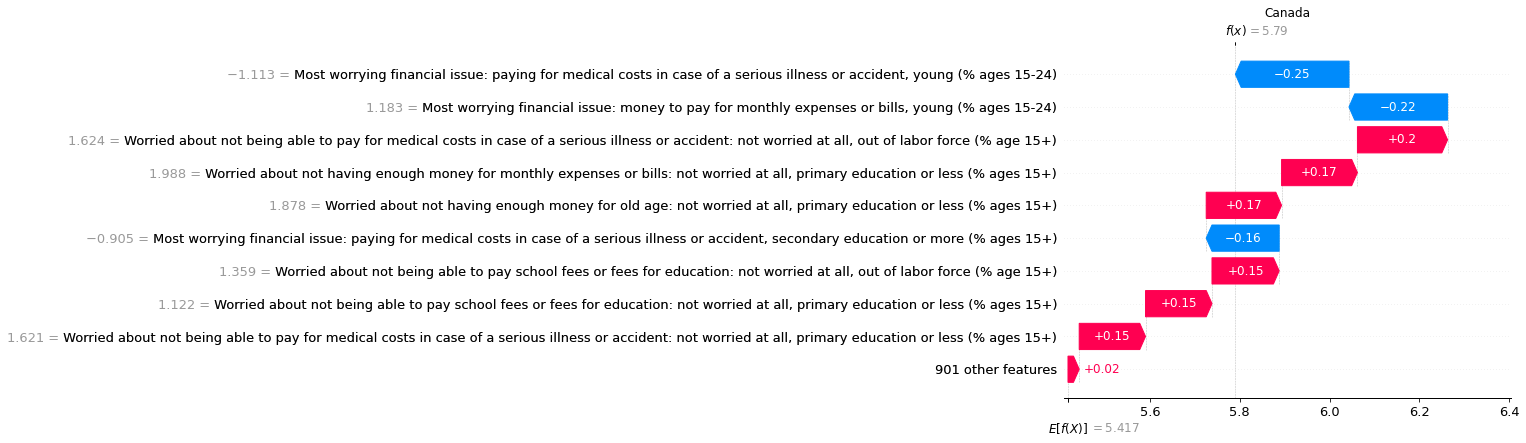 Canada
f(x) = 5.79
−1.113 = Most worrying financial issue: paying for medical costs in case of a serious illness or accident, young (% ages 15-24)
−0.25
1.183 = Most worrying financial issue: money to pay for monthly expenses or bills, young (% ages 15-24)
−0.22
1.624 = Worried about not being able to pay for medical costs in case of a serious illness or accident: not worried at all, out of labor force (% age 15+)
+0.2
1.988 = Worried about not having enough money for monthly expenses or bills: not worried at all, primary education or less (% ages 15+)
+0.17
1.878 = Worried about not having enough money for old age: not worried at all, primary education or less (% ages 15+)
+0.17
−0.905 = Most worrying financial issue: paying for medical costs in case of a serious illness or accident, secondary education or more (% ages 15+)
−0.16
1.359 = Worried about not being able to pay school fees or fees for education: not worried at all, out of labor force (% age 15+)
+0.15
1.122 = Worried about not being able to pay school fees or fees for education: not worried at all, primary education or less (% ages 15+)
+0.15
1.621 = Worried about not being able to pay for medical costs in case of a serious illness or accident: not worried at all, primary education or less (% ages 15+)
+0.15
901 other features
+0.02
5.6 5.8 6.0 6.2 6.4
E[f(X)] = 5.417